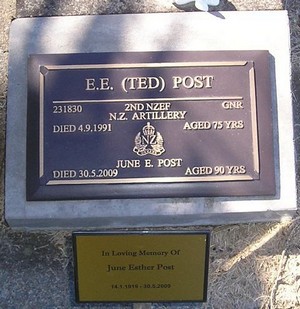 E.E. (TED) POST
231830 2ND NZEF GNR
N.Z. ARTILLERY
DIED 4.9.1991 AGED 75 YRS
NZ
JUNE E. POST
DIED 30.5.2009 AGED 90 YRS
In Loving Memory Of
June Esther Post